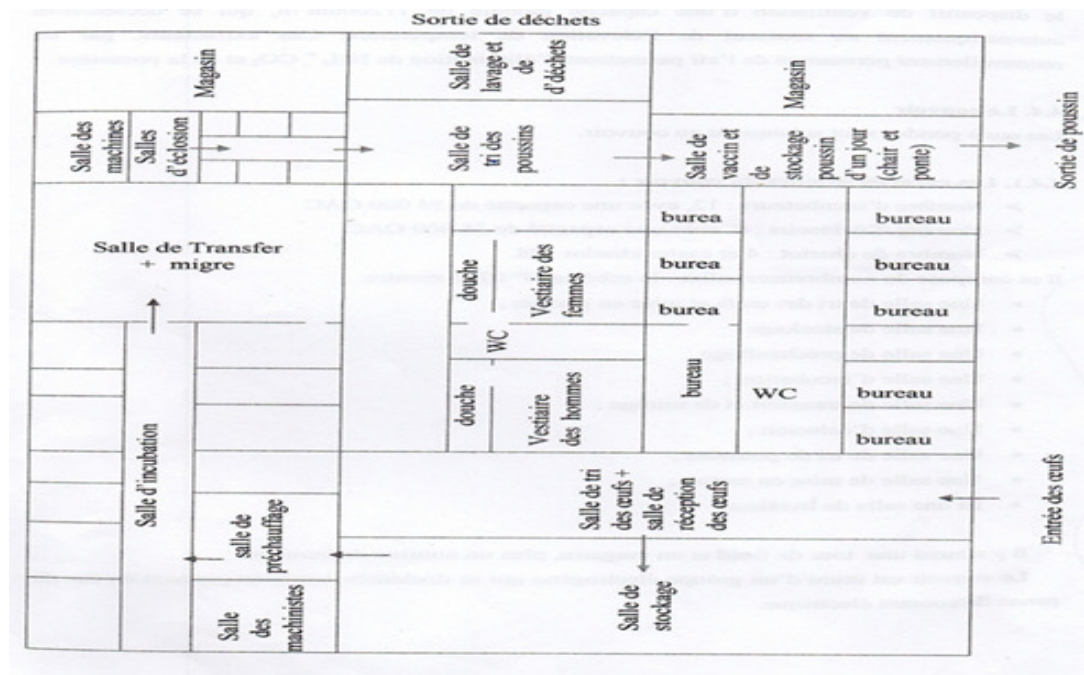 Sortie de déchets
Magasin
Salle de
lavage et
de
d'déchets
Magasin
Salle des
machines
Salles
d'éclosion
Salle de
tri des
poussins
Salle de
vaccin et
de
stockage
poussin
d'un jour
(chair et
ponte)
Sortie de poussin
Salle de Transfer
+ migre
douche
Vestiaire des
femmes
burea
bureau
burea
bureau
burea
bureau
WC
douche
Vestiaire
des hommes
bureau
WC
bureau
bureau
Salle d'incubation
salle de
préchauffage
Salle de tri
des œufs +
salle de
réception
des œufs
Entrée des œufs
Salle
des
machinistes
Salle de
stockage